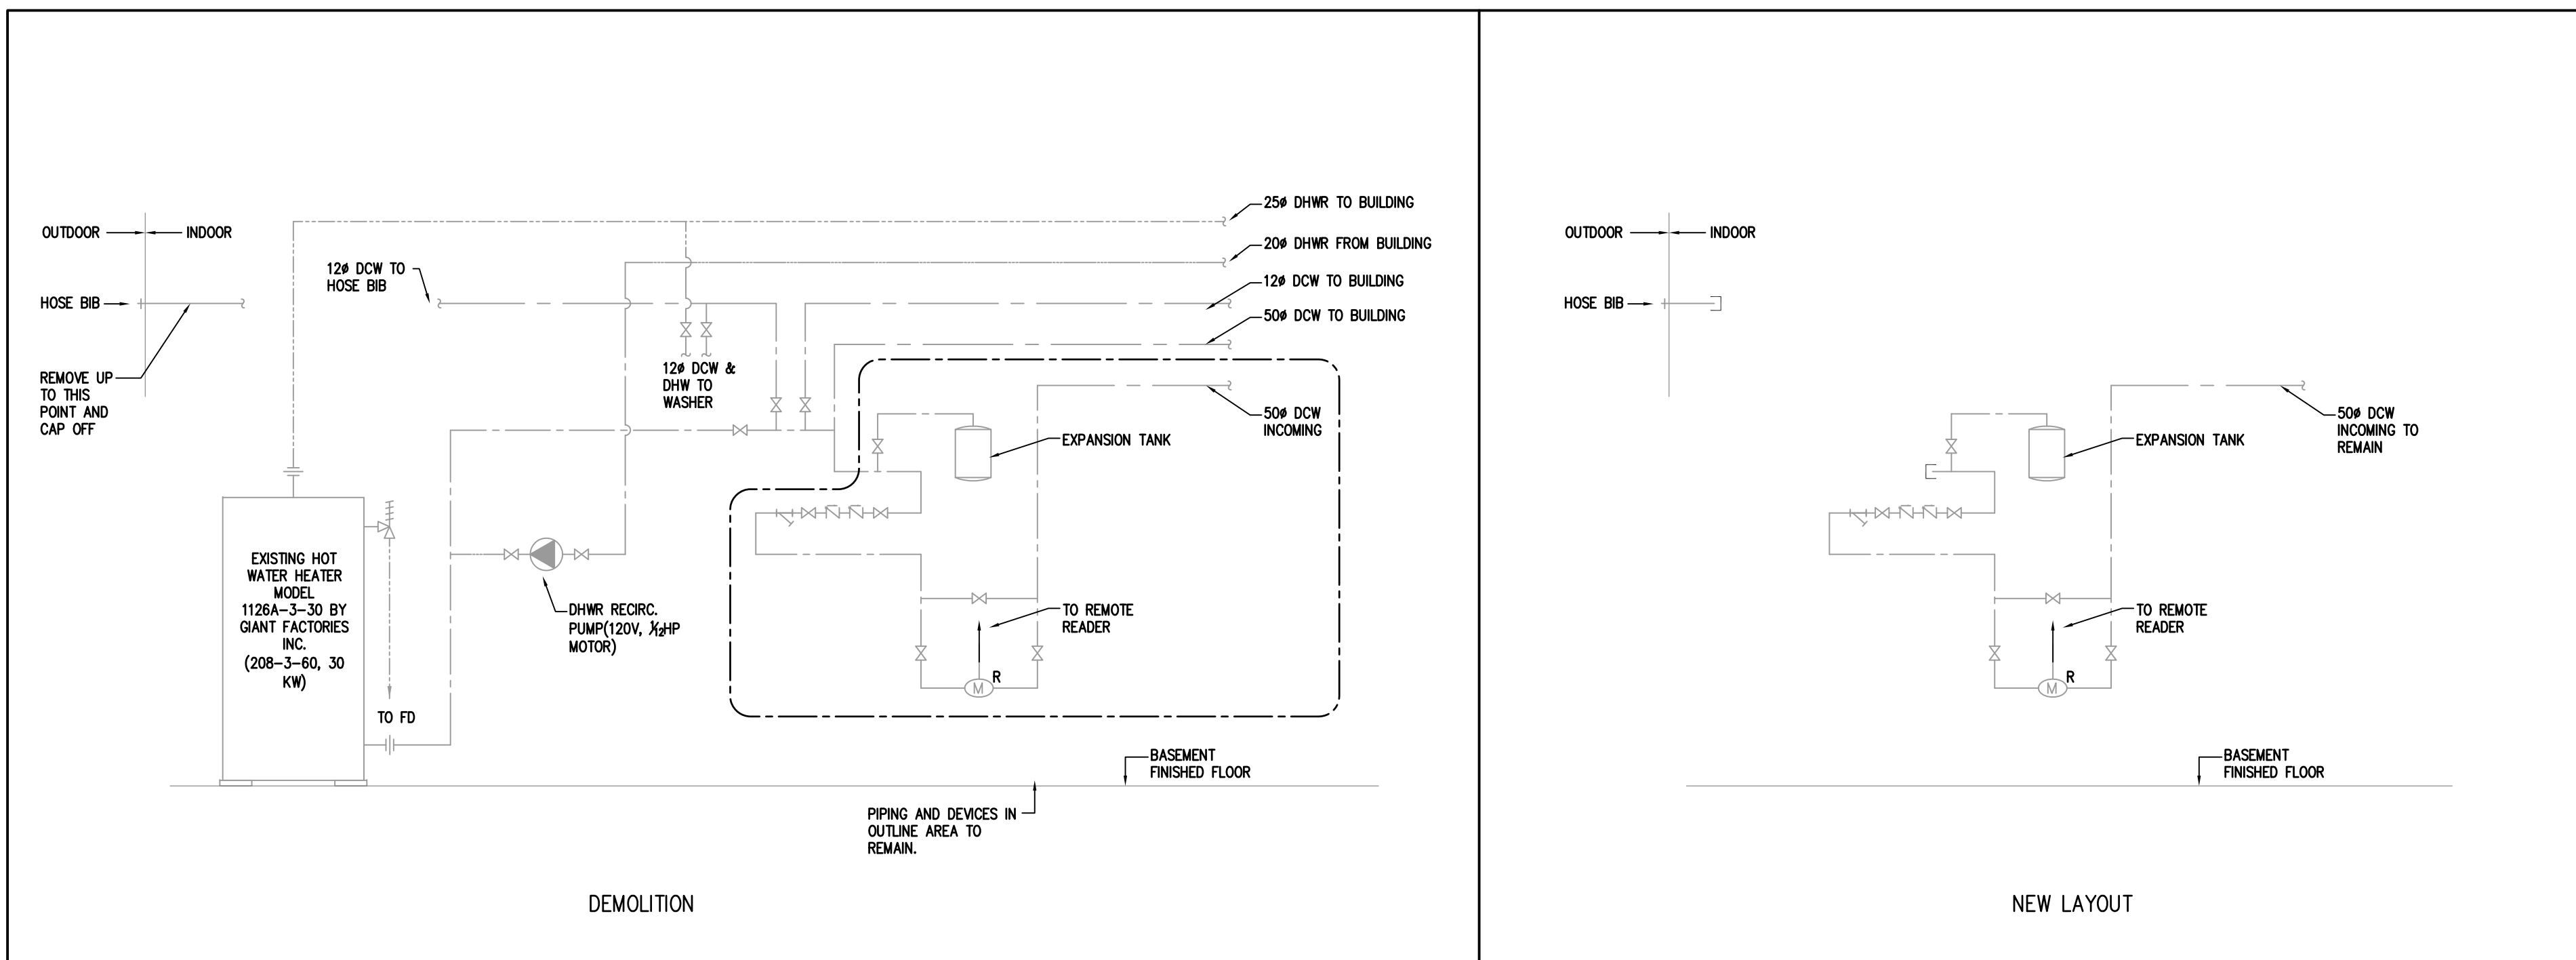 OUTDOOR
INDOOR
HOSE BIB
REMOVE UP
TO THIS
POINT AND
CAP OFF
12ø DCW TO
HOSE BIB
25ø DHWR TO BUILDING
20ø DHWR FROM BUILDING
12ø DCW TO BUILDING
50ø DCW TO BUILDING
12ø DCW &
DHW TO
WASHER
50ø DCW
INCOMING
EXPANSION TANK
EXISTING HOT
WATER HEATER
MODEL
1126A-3-30 BY
GIANT FACTORIES
INC.
(208-3-60, 30
KW)
TO FD
DHWR RECIRC.
PUMP(120V, 1/12HP
MOTOR)
TO REMOTE
READER
R
M
BASEMENT
FINISHED FLOOR
PIPING AND DEVICES IN
OUTLINE AREA TO
REMAIN.
DEMOLITION
OUTDOOR
INDOOR
HOSE BIB
50ø DCW
INCOMING TO
REMAIN
EXPANSION TANK
TO REMOTE
READER
R
M
BASEMENT
FINISHED FLOOR
NEW LAYOUT